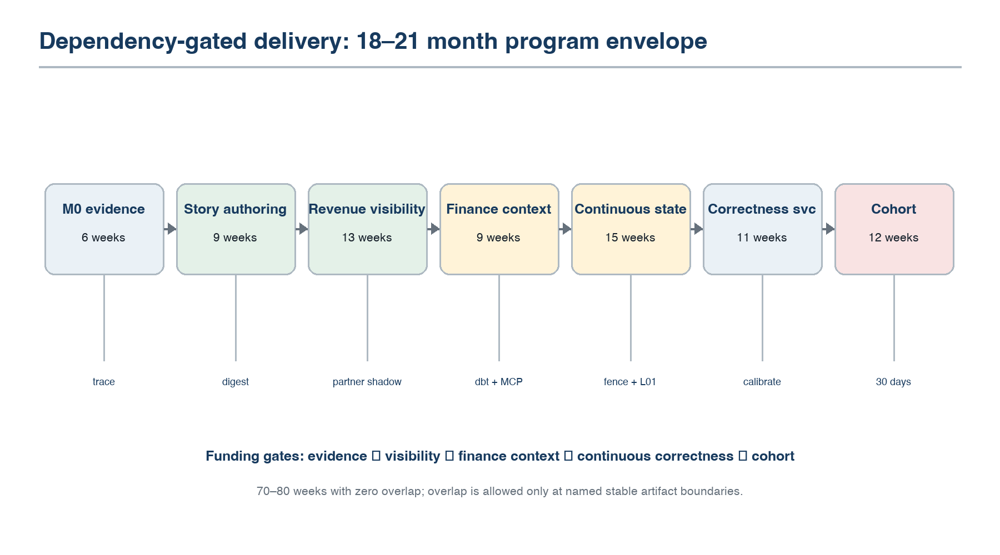 Dependency-gated delivery: 18–21 month program envelope
M0 evidence
6 weeks
Story authoring
9 weeks
Revenue visibility
13 weeks
Finance context
9 weeks
Continuous state
15 weeks
Correctness svc
11 weeks
Cohort
12 weeks
trace
digest
partner shadow
dbt + MCP
fence + L01
calibrate
30 days
Funding gates: evidence □ visibility □ finance context □ continuous correctness □ cohort
70–80 weeks with zero overlap; overlap is allowed only at named stable artifact boundaries.